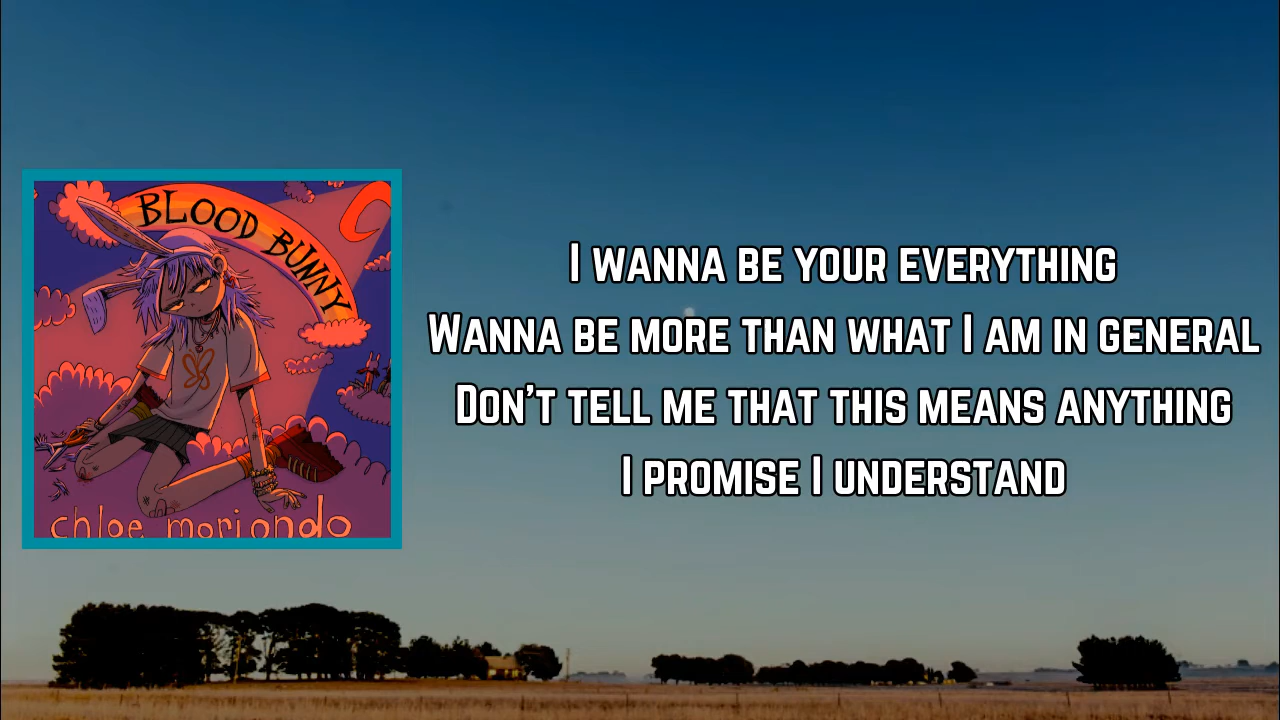 BLOOD BUNNY
chloe moriondo
I WANNA BE YOUR EVERYTHING
WANNA BE MORE THAN WHAT I AM IN GENERAL
DON'T TELL ME THAT THIS MEANS ANYTHING
I PROMISE I UNDERSTAND